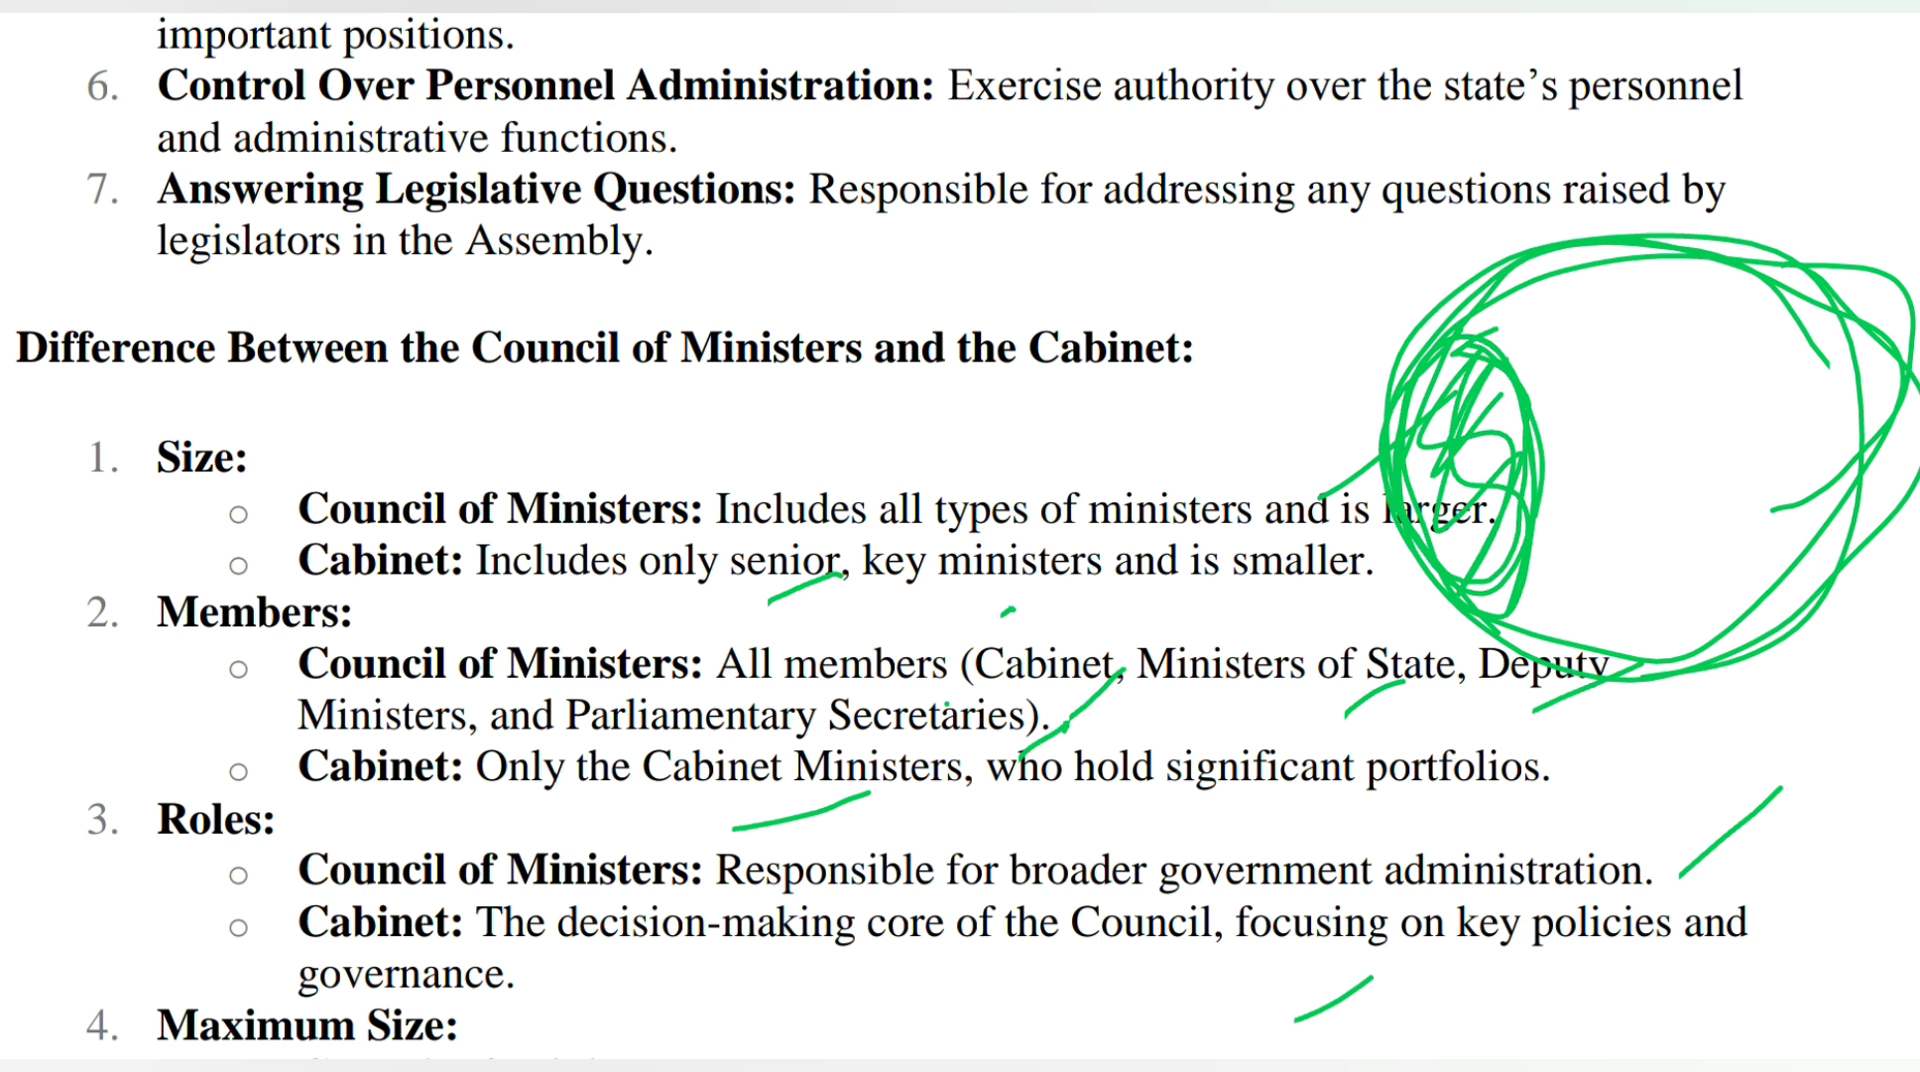 important positions.
6. Control Over Personnel Administration: Exercise authority over the state’s personnel
and administrative functions.
7. Answering Legislative Questions: Responsible for addressing any questions raised by
legislators in the Assembly.
Difference Between the Council of Ministers and the Cabinet:
1. Size:
○ Council of Ministers: Includes all types of ministers and is larger.
○ Cabinet: Includes only senior, key ministers and is smaller.
2. Members:
○ Council of Ministers: All members (Cabinet, Ministers of State, Deputy
Ministers, and Parliamentary Secretaries).
○ Cabinet: Only the Cabinet Ministers, who hold significant portfolios.
3. Roles:
○ Council of Ministers: Responsible for broader government administration.
○ Cabinet: The decision-making core of the Council, focusing on key policies and
governance.
4. Maximum Size: